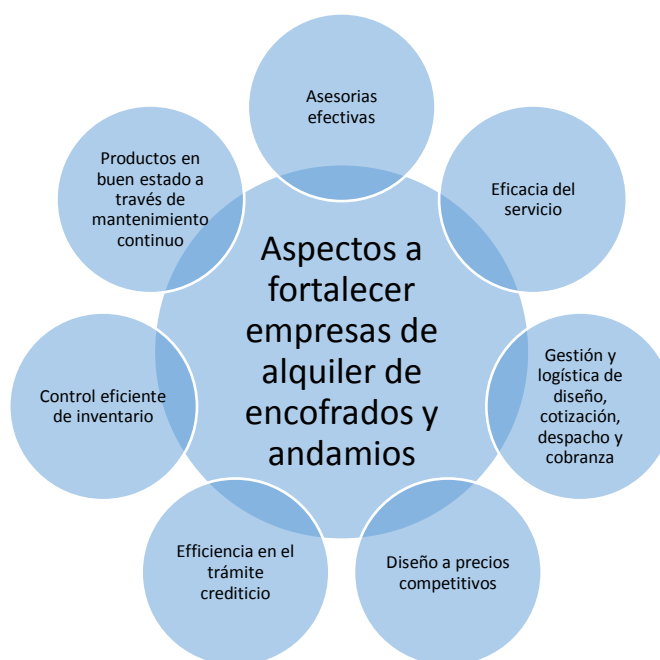 Asesorias
efectivas
Eficacia del
servicio
Gestión y
logística de
diseño,
cotización,
despacho y
cobranza
Diseño a precios
competitivos
Efficiencia en el
trámite
crediticio
Control eficiente
de inventario
Productos en
buen estado a
través de
mantenimiento
continuo
Aspectos a
fortalecer
empresas de
alquiler de
encofrados y
andamios